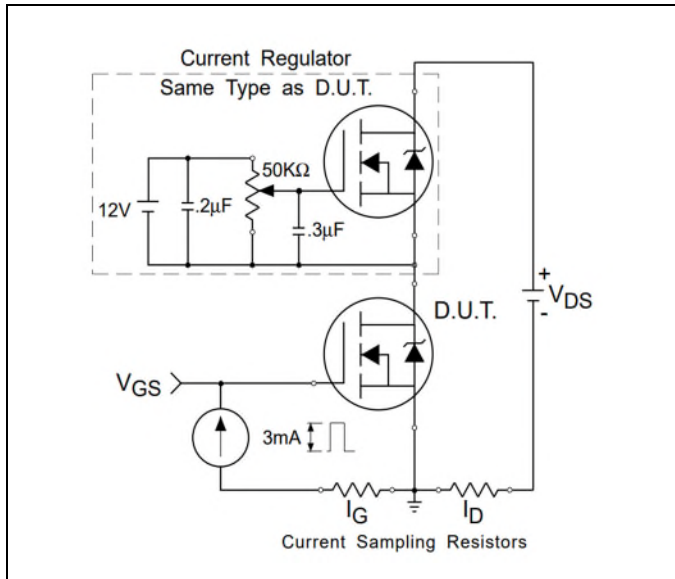 Current Regulator
Same Type as D.U.T.
50KΩ
12V
.2μF
.3μF
+
VDS
-
D.U.T.
VGS
3mA
IG
ID
Current Sampling Resistors